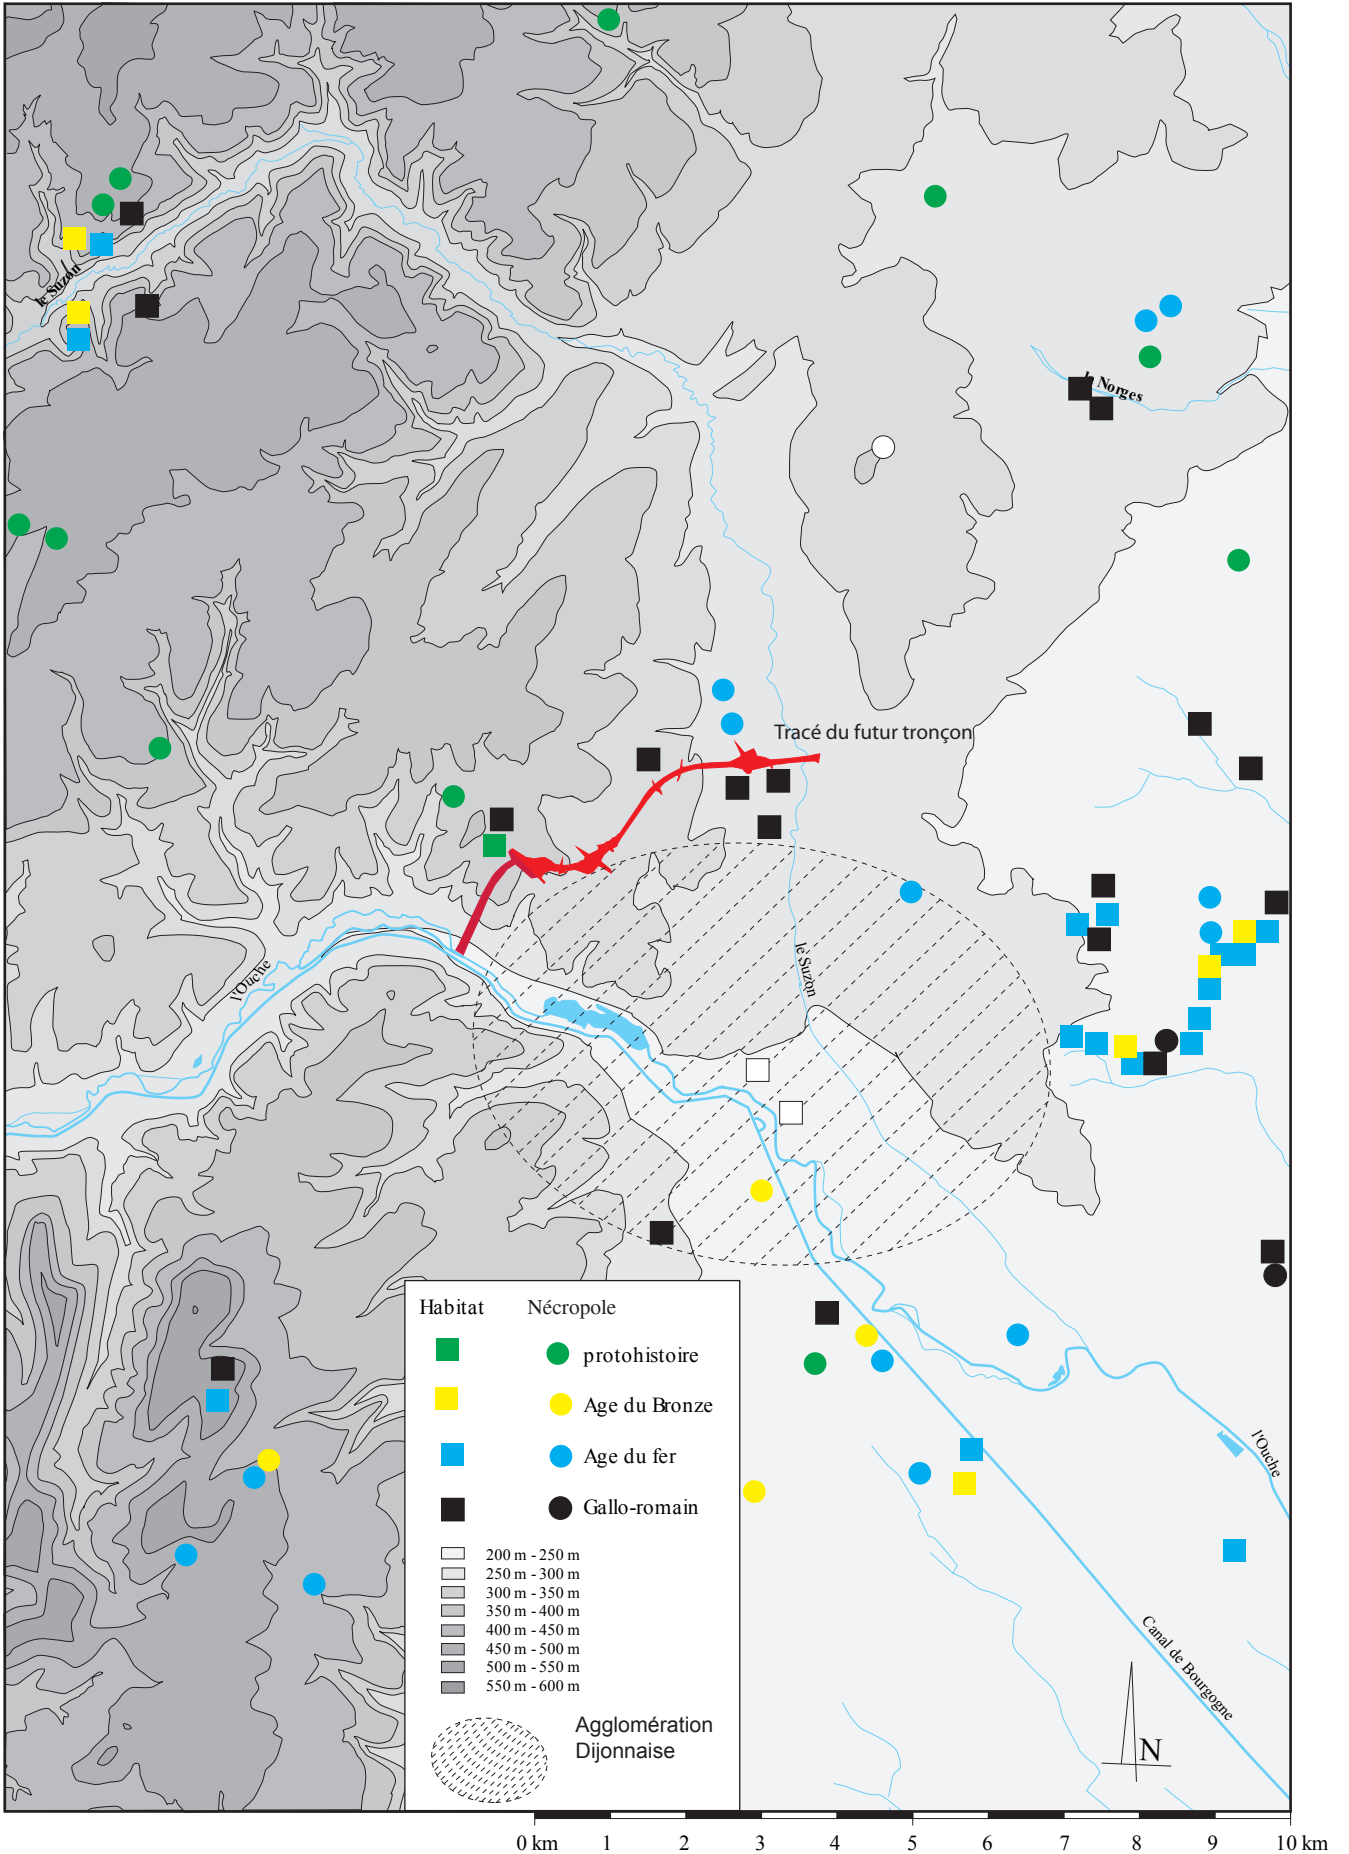 le Suzon
la Norges
Tracé du futur tronçon
le Suzon
l'Ouche
Habitat Nécropole
protohistoire
Age du Bronze
Age du fer
Gallo-romain
200 m - 250 m
250 m - 300 m
300 m - 350 m
350 m - 400 m
400 m - 450 m
450 m - 500 m
500 m - 550 m
550 m - 600 m
Agglomération
Dijonnaise
l'Ouche
Canal de Bourgogne
N
0 km 1 2 3 4 5 6 7 8 9 10 km